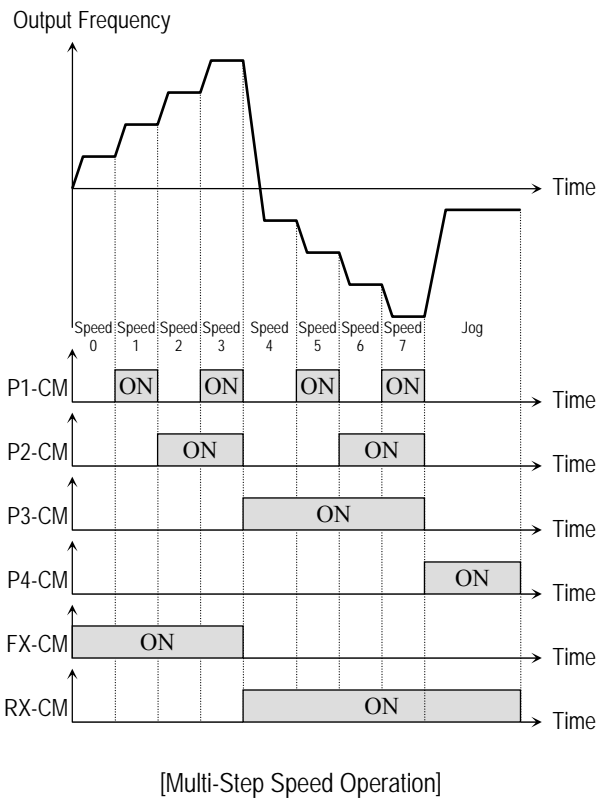 Output Frequency
Time
Speed 0
Speed 1
Speed 2
Speed 3
Speed 4
Speed 5
Speed 6
Speed 7
Jog
P1-CM ON ON ON ON Time
P2-CM ON ON Time
P3-CM ON Time
P4-CM ON Time
FX-CM ON Time
RX-CM ON Time
[Multi-Step Speed Operation]